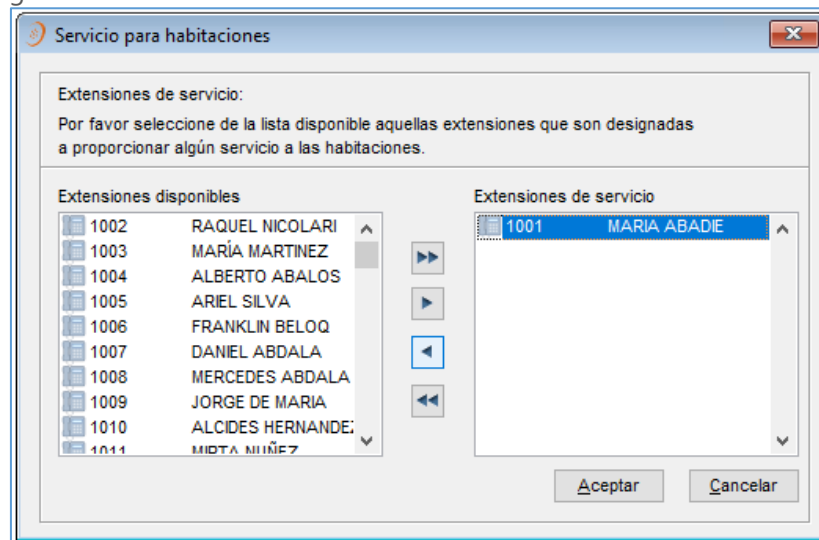 Servicio para habitaciones
Extensiones de servicio:
Por favor seleccione de la lista disponible aquellas extensiones que son designadas
a proporcionar algún servicio a las habitaciones.
Extensiones disponibles
1002 RAQUEL NICOLARI
1003 MARÍA MARTINEZ
1004 ALBERTO ABALOS
1005 ARIEL SILVA
1006 FRANKLIN BELOQ
1007 DANIEL ABDALA
1008 MERCEDES ABDALA
1009 JORGE DE MARIA
1010 ALCIDES HERNANDEZ
1011 MIRTA NUÑEZ
Extensiones de servicio
1001 MARIA ABADIE
Aceptar
Cancelar